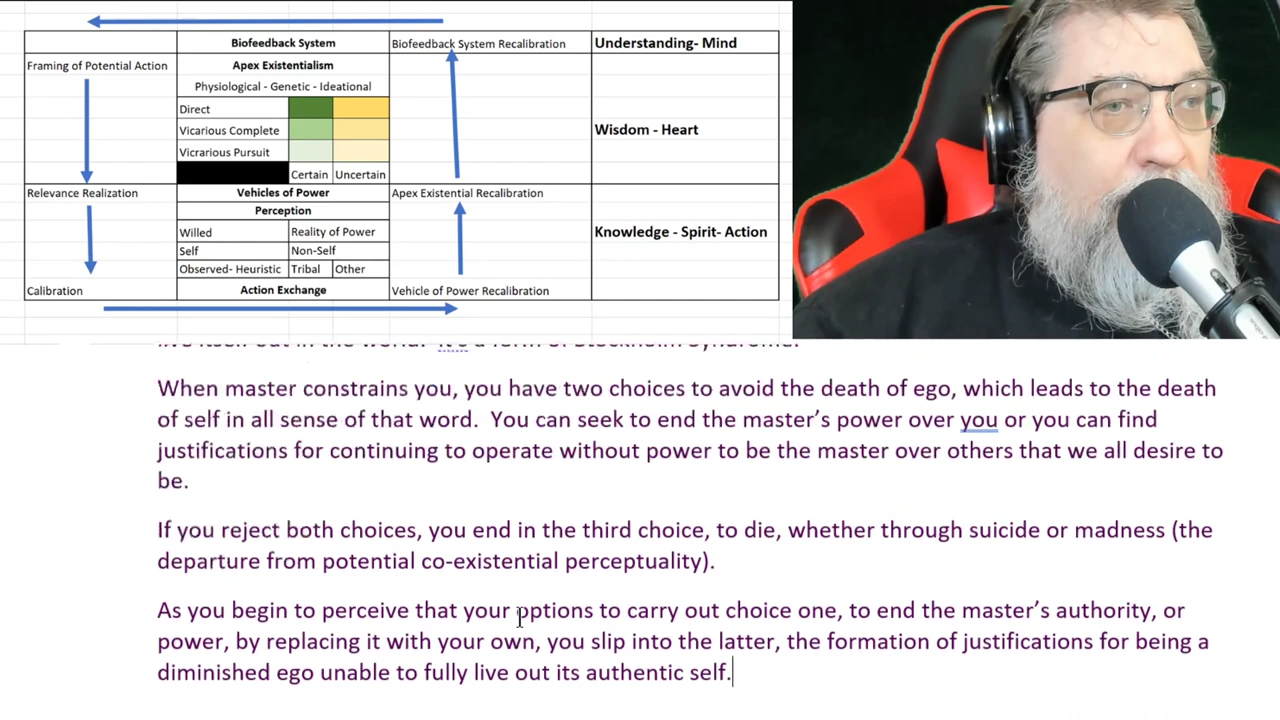 Biofeedback System Biofeedback System Recalibration Understanding- Mind
Framing of Potential Action Apex Existentialism
Physiological - Genetic - Ideational
Direct
Vicarious Complete Wisdom - Heart
Vicrarious Pursuit
Certain Uncertain
Relevance Realization Vehicles of Power Apex Existential Recalibration
Perception
Willed Reality of Power Knowledge - Spirit- Action
Self Non-Self
Observed- Heuristic Tribal Other
Calibration Action Exchange Vehicle of Power Recalibration
When master constrains you, you have two choices to avoid the death of ego, which leads to the death
of self in all sense of that word. You can seek to end the master's power over you or you can find
justifications for continuing to operate without power to be the master over others that we all desire to
be.
If you reject both choices, you end in the third choice, to die, whether through suicide or madness (the
departure from potential co-existential perceptuality).
As you begin to perceive that your options to carry out choice one, to end the master's authority, or
power, by replacing it with your own, you slip into the latter, the formation of justifications for being a
diminished ego unable to fully live out its authentic self.